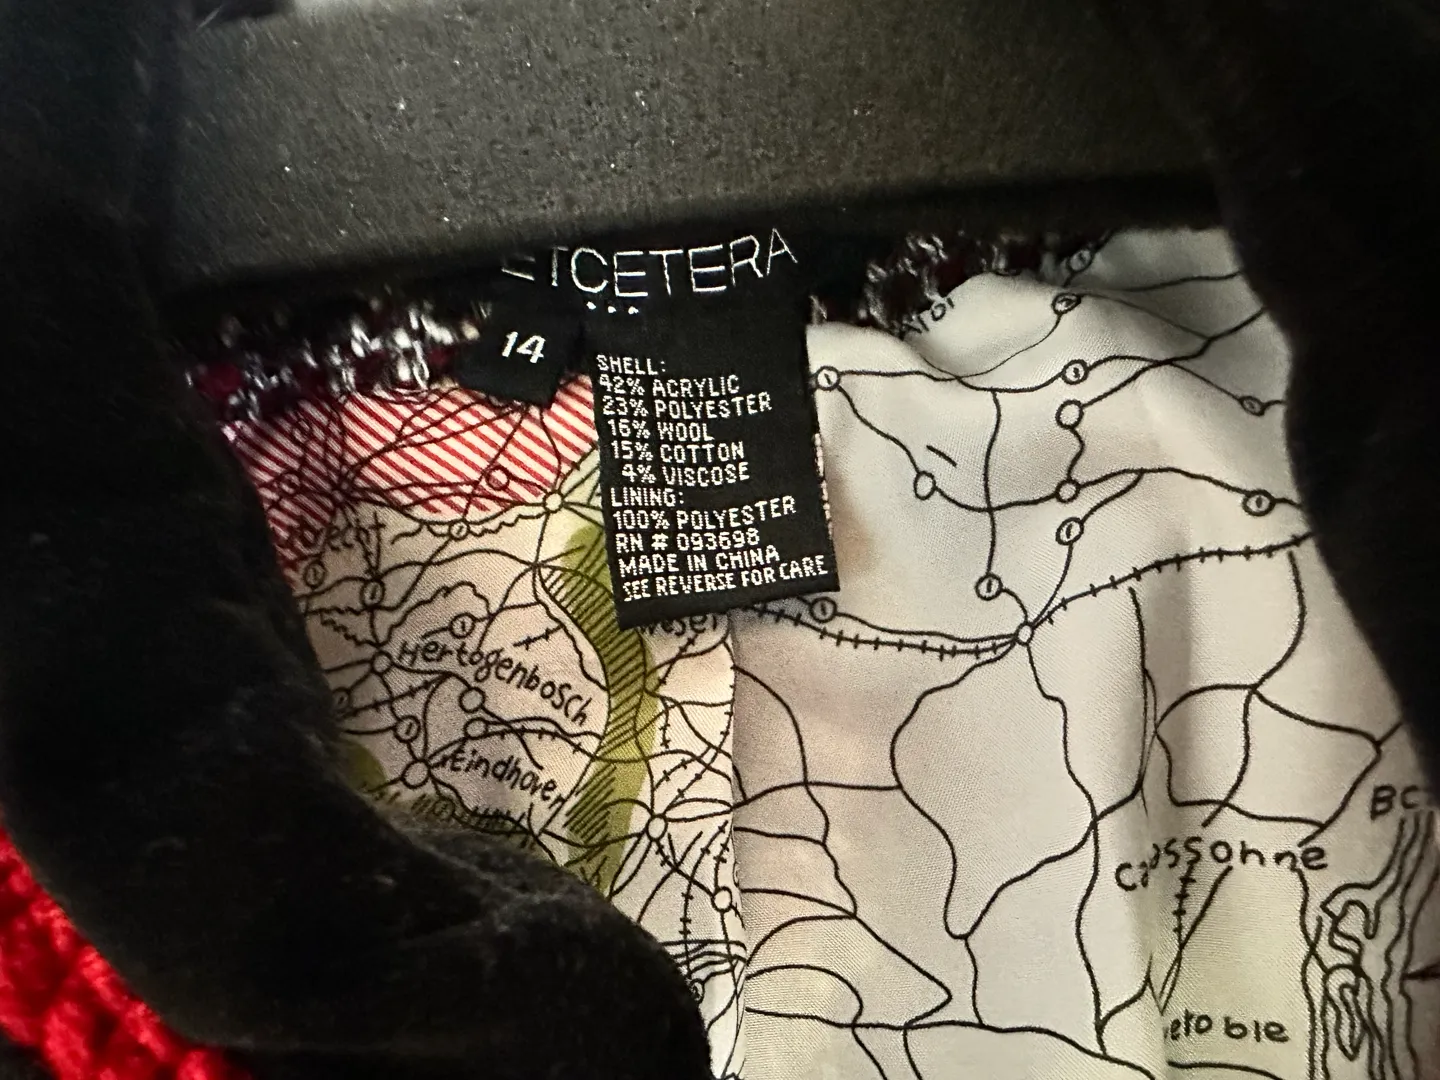 ETCETERA
14
SHELL:
42% ACRYLIC
23% POLYESTER
16% WOOL
15% COTTON
4% VISCOSE
LINING:
100% POLYESTER
RN # 093698
MADE IN CHINA
SEE REVERSE FOR CARE
Hertogenbosch
Eindhoven